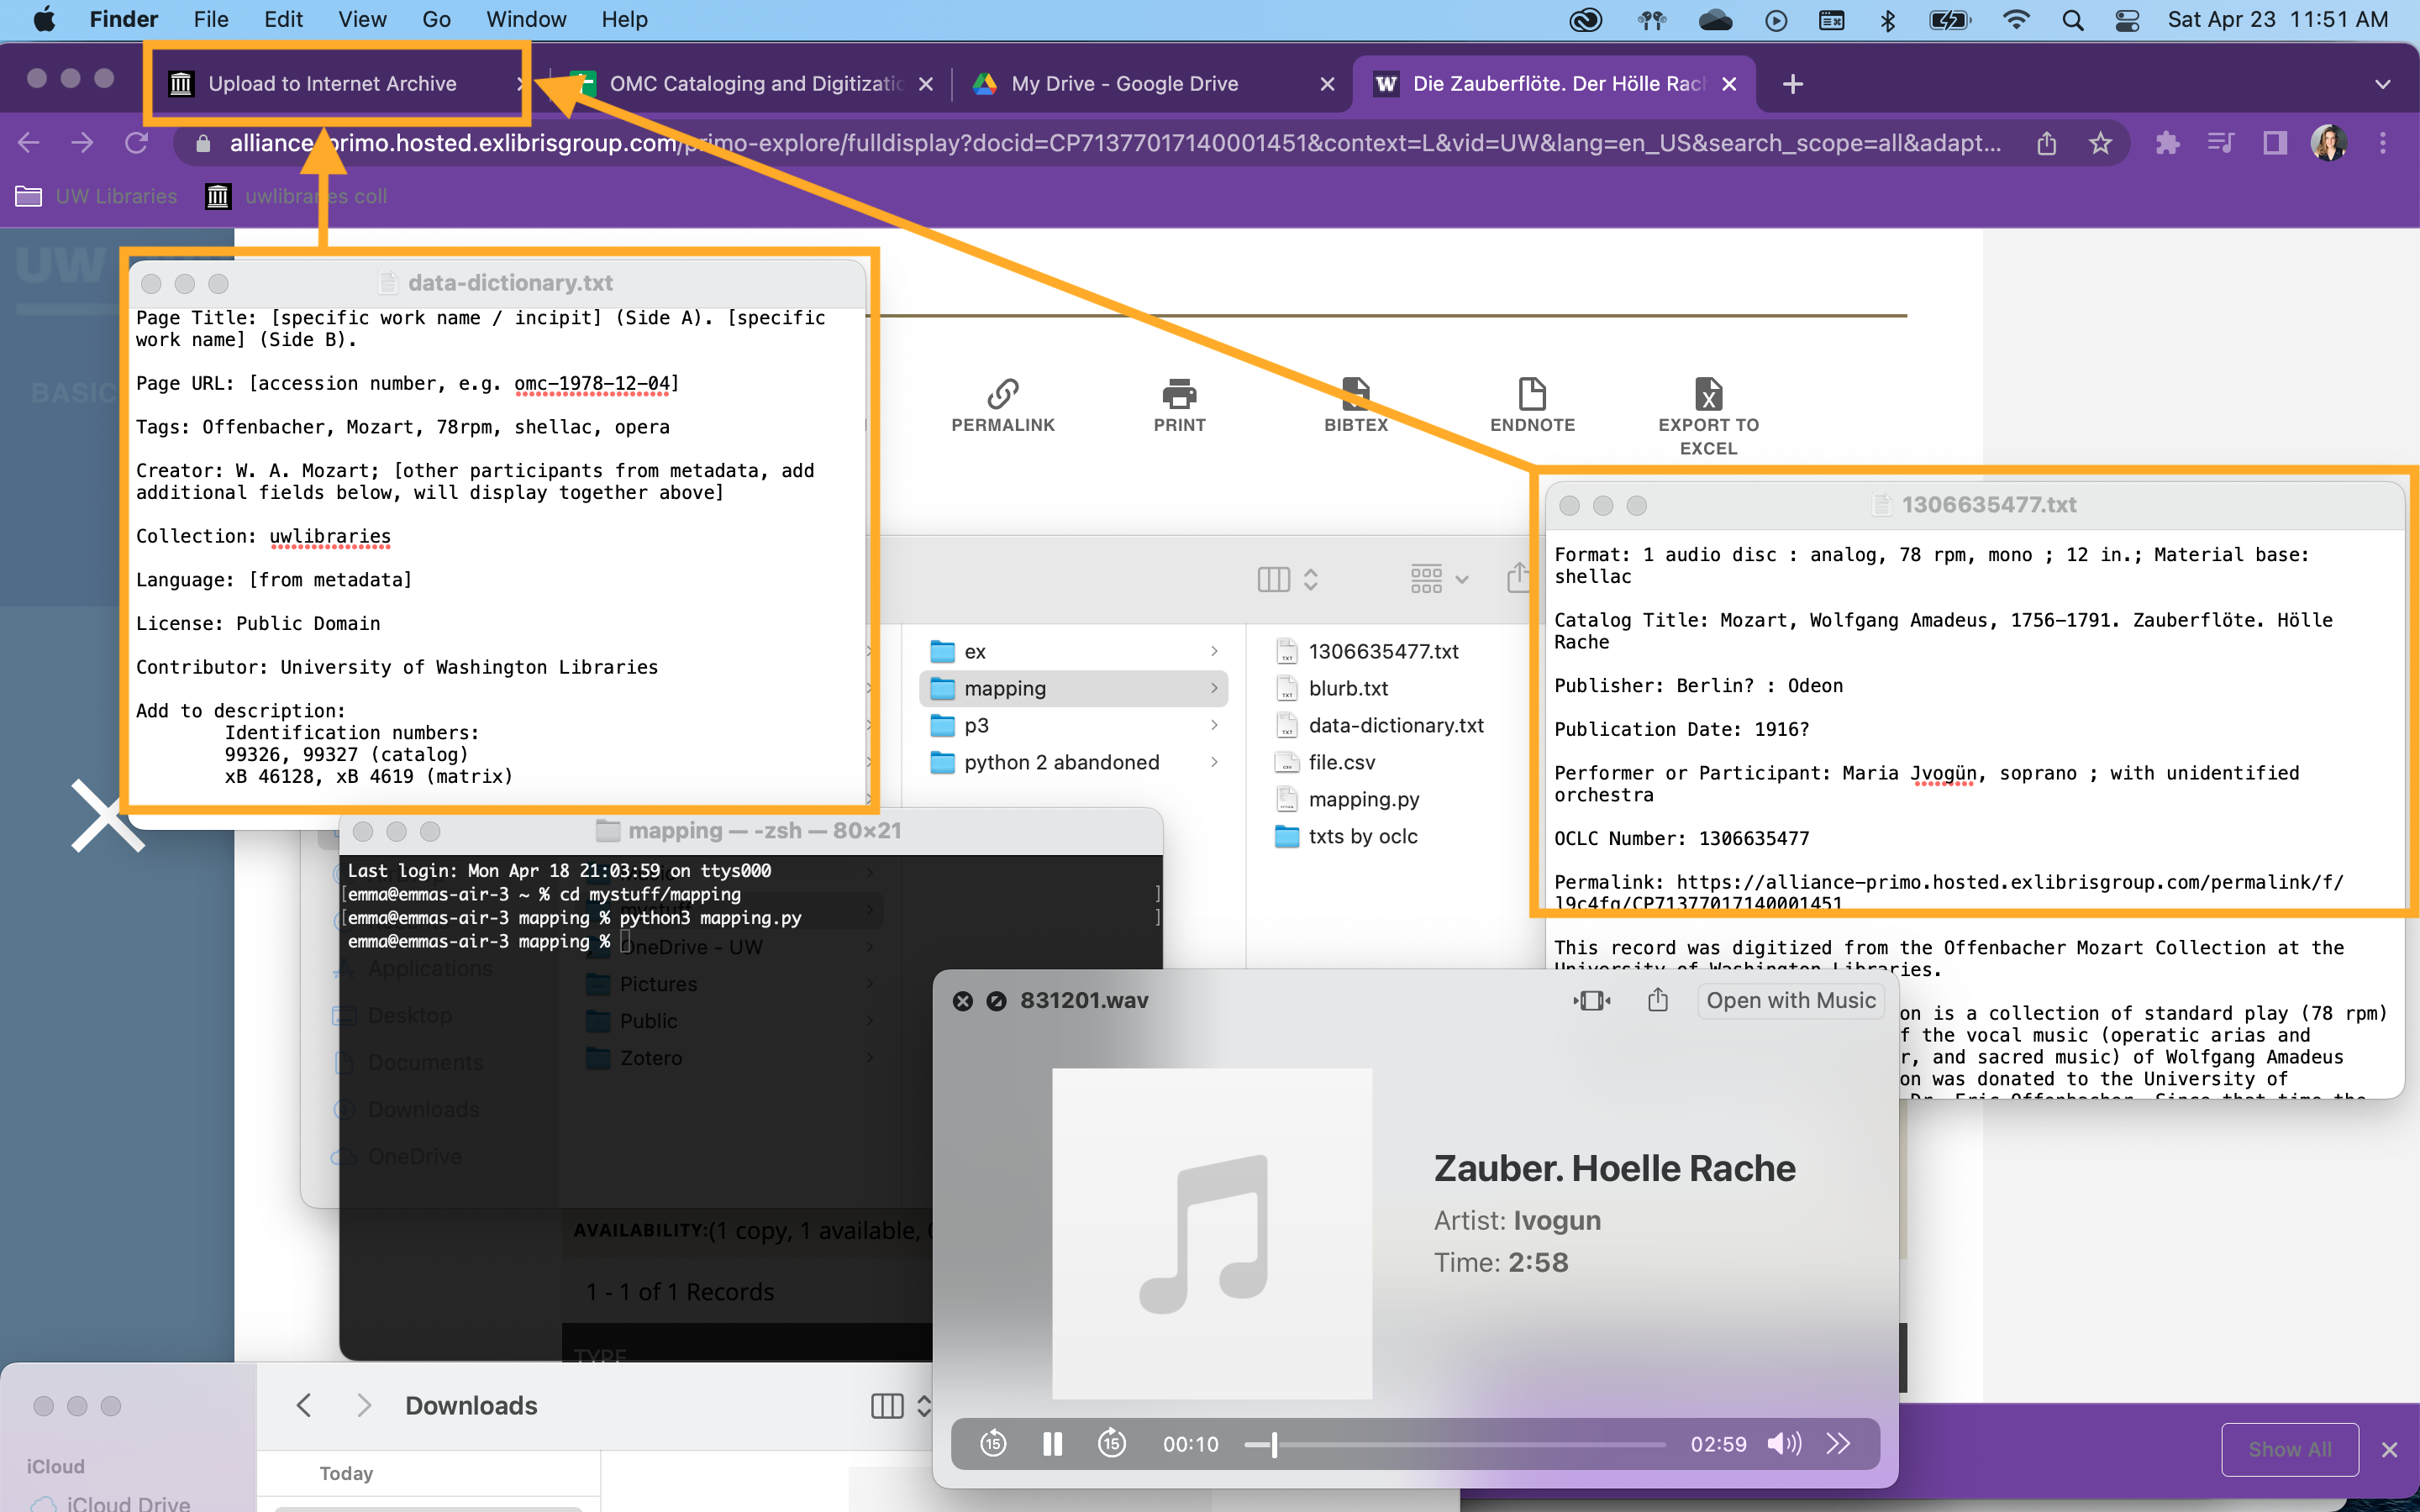 Finder File Edit View Go Window Help
Sat Apr 23 11:51 AM
Upload to Internet Archive
OMC Cataloging and Digitizatio
My Drive - Google Drive
Die Zauberflöte. Der Hölle Rac
alliance-primo.hosted.exlibrisgroup.com/primo-explore/fulldisplay?docid=CP71377017140001451&context=L&vid=UW&lang=en_US&search_scope=all&adapt...
UW Libraries
uwlibraries coll
UW
BASIC
data-dictionary.txt
Page Title: [specific work name / incipit] (Side A). [specific
work name] (Side B).
Page URL: [accession number, e.g. omc-1978-12-04]
Tags: Offenbacher, Mozart, 78rpm, shellac, opera
Creator: W. A. Mozart; [other participants from metadata, add
additional fields below, will display together above]
Collection: uwlibraries
Language: [from metadata]
License: Public Domain
Contributor: University of Washington Libraries
Add to description:
Identification numbers:
99326, 99327 (catalog)
xB 46128, xB 4619 (matrix)
PERMALINK
PRINT
BIBTEX
ENDNOTE
EXPORT TO
EXCEL
ex
mapping
p3
python 2 abandoned
1306635477.txt
blurb.txt
data-dictionary.txt
file.csv
mapping.py
txts by oclc
1306635477.txt
Format: 1 audio disc : analog, 78 rpm, mono ; 12 in.; Material base:
shellac
Catalog Title: Mozart, Wolfgang Amadeus, 1756-1791. Zauberflöte. Hölle
Rache
Publisher: Berlin? : Odeon
Publication Date: 1916?
Performer or Participant: Maria Jvogün, soprano ; with unidentified
orchestra
OCLC Number: 1306635477
Permalink: https://alliance-primo.hosted.exlibrisgroup.com/permalink/f/
l9c4fg/CP71377017140001451
This record was digitized from the Offenbacher Mozart Collection at the
University of Washington Libraries.
on is a collection of standard play (78 rpm)
f the vocal music (operatic arias and
r, and sacred music) of Wolfgang Amadeus
on was donated to the University of
Dr. Eric Offenbacher. Since that time the
mapping — -zsh — 80×21
Last login: Mon Apr 18 21:03:59 on ttys000
[emma@emmas-air-3 ~ % cd mystuff/mapping ]
[emma@emmas-air-3 mapping % python3 mapping.py ]
emma@emmas-air-3 mapping %
OneDrive - UW
Pictures
Public
Zotero
Applications
Desktop
Documents
Downloads
OneDrive
AVAILABILITY:(1 copy, 1 available,
1 - 1 of 1 Records
TYPE
831201.wav
Open with Music
Zauber. Hoelle Rache
Artist: Ivogun
Time: 2:58
15
15
00:10
02:59
Downloads
iCloud
iCloud Drive
Today
Show All